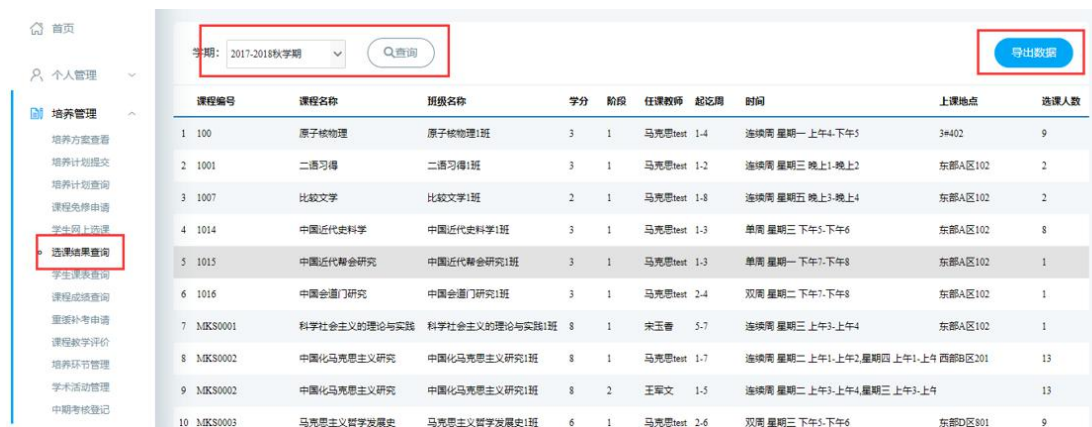 首页
个人管理
培养管理
培养方案查看
培养计划提交
培养计划查询
课程免修申请
学生网上选课
选课结果查询
学生课表查询
课程成绩查询
重缓补考申请
课程教学评价
培养环节管理
学术活动管理
中期考核登记
学期: 2017-2018秋学期 查询 导出数据
课程编号 课程名称 班级名称 学分 阶段 任课教师 起讫周 时间 上课地点 选课人数
1 100 原子核物理 原子核物理1班 3 1 马克思test 1-4 连续周 星期一 上午4-下午5 3#402 9
2 1001 二语习得 二语习得1班 3 1 马克思test 1-2 连续周 星期三 晚上1-晚上2 东部A区102 2
3 1007 比较文学 比较文学1班 2 1 马克思test 1-8 连续周 星期五 晚上3-晚上4 东部A区102 2
4 1014 中国近代史料学 中国近代史料学1班 3 1 马克思test 1-3 单周 星期三 下午5-下午6 东部A区102 8
5 1015 中国近代帮会研究 中国近代帮会研究1班 3 1 马克思test 1-3 单周 星期一 下午7-下午8 东部A区102 1
6 1016 中国会道门研究 中国会道门研究1班 3 1 马克思test 2-4 双周 星期二 下午7-下午8 东部A区102 1
7 MKS0001 科学社会主义的理论与实践 科学社会主义的理论与实践1班 8 1 宋玉香 5-7 连续周 星期三 上午3-上午4 东部A区102 1
8 MKS0002 中国化马克思主义研究 中国化马克思主义研究1班 8 1 马克思test 1-7 连续周 星期二 上午1-上午2,星期四 上午1-上午 西部B区201 13
9 MKS0002 中国化马克思主义研究 中国化马克思主义研究1班 8 2 王军文 1-5 连续周 星期二 上午3-上午4,星期三 上午3-上午 13
10 MKS0003 马克思主义哲学发展史 马克思主义哲学发展史1班 6 1 马克思test 2-6 双周 星期三 下午5-下午6 东部D区801 9